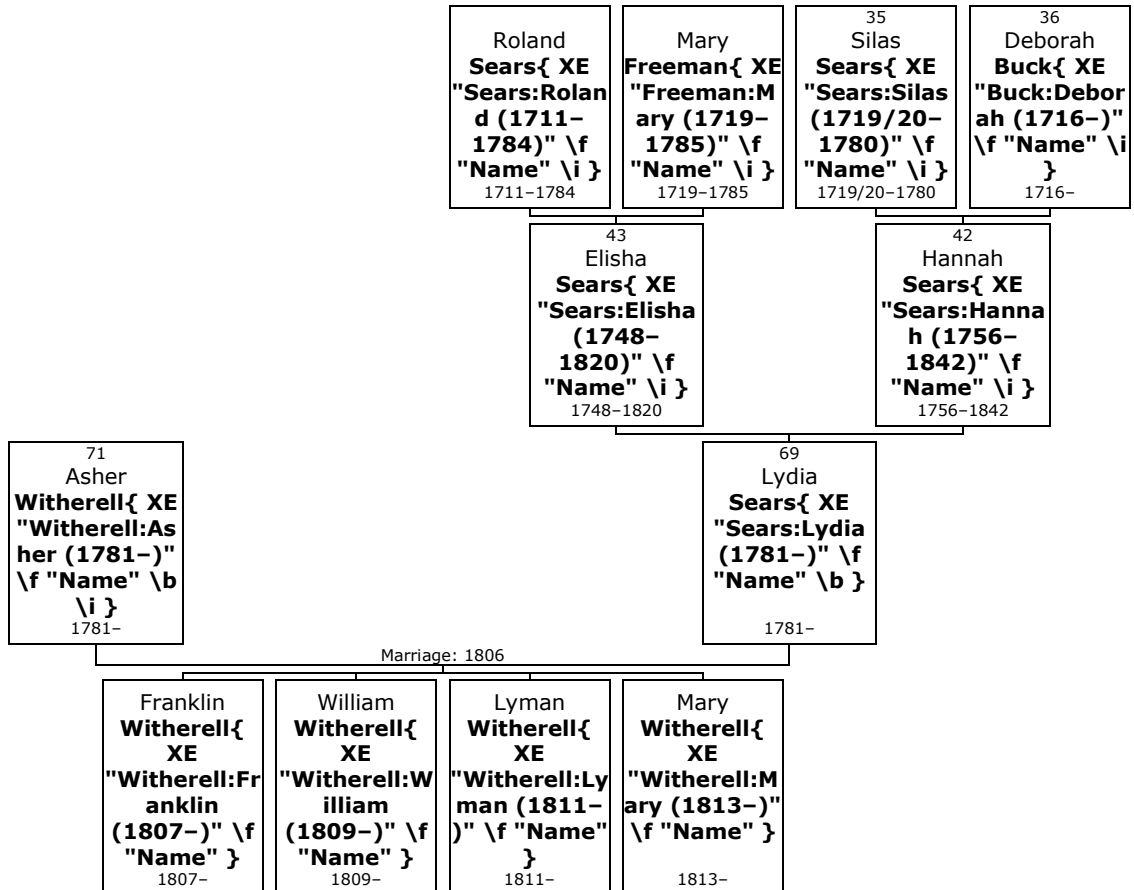 Roland
Sears{ XE
"Sears:Rolan
d (1711–
1784)" \f
"Name" \i }
1711–1784
Mary
Freeman{ XE
"Freeman:M
ary (1719–
1785)" \f
"Name" \i }
1719–1785
35
Silas
Sears{ XE
"Sears:Silas
(1719/20–
1780)" \f
"Name" \i }
1719/20–1780
36
Deborah
Buck{ XE
"Buck:Debor
ah (1716–)"
\f "Name" \i
}
1716–
43
Elisha
Sears{ XE
"Sears:Elisha
(1748–
1820)" \f
"Name" \i }
1748–1820
42
Hannah
Sears{ XE
"Sears:Hanna
h (1756–
1842)" \f
"Name" \i }
1756–1842
71
Asher
Witherell{ XE
"Witherell:As
her (1781–)"
\f "Name" \b
\i }
1781–
69
Lydia
Sears{ XE
"Sears:Lydia
(1781–)" \f
"Name" \b }
1781–
Marriage: 1806
Franklin
Witherell{
XE
"Witherell:Fr
anklin
(1807–)" \f
"Name" }
1807–
William
Witherell{
XE
"Witherell:W
illiam
(1809–)" \f
"Name" }
1809–
Lyman
Witherell{
XE
"Witherell:Ly
man (1811–
)" \f "Name"
}
1811–
Mary
Witherell{
XE
"Witherell:M
ary (1813–)"
\f "Name" }
1813–